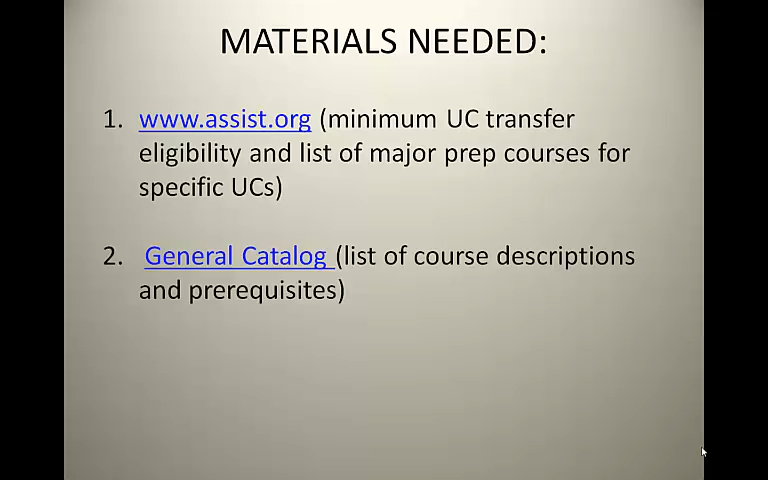 MATERIALS NEEDED:
1. www.assist.org (minimum UC transfer
eligibility and list of major prep courses for
specific UCs)
2. General Catalog (list of course descriptions
and prerequisites)